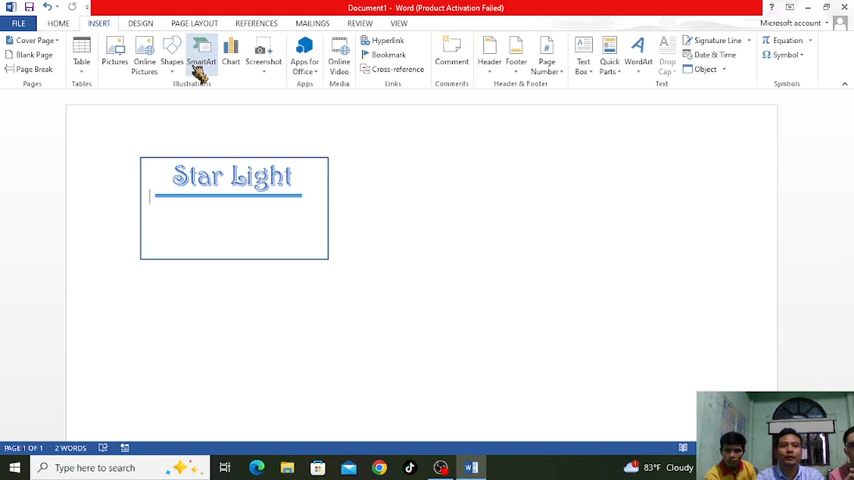 Document1 - Word (Product Activation Failed)
FILE HOME INSERT DESIGN PAGE LAYOUT REFERENCES MAILINGS REVIEW VIEW Microsoft account
Cover Page
Blank Page
Page Break
Pages
Table
Tables
Pictures
Online Pictures
Shapes
SmartArt
Chart
Screenshot
Illustrations
Apps for Office
Apps
Online Video
Media
Hyperlink
Bookmark
Cross-reference
Links
Comment
Comments
Header
Footer
Page Number
Header & Footer
Text Box
Quick Parts
WordArt
Drop Cap
Signature Line
Date & Time
Object
Text
Equation
Symbol
Symbols
Star Light
PAGE 1 OF 1 2 WORDS
Type here to search
83°F Cloudy